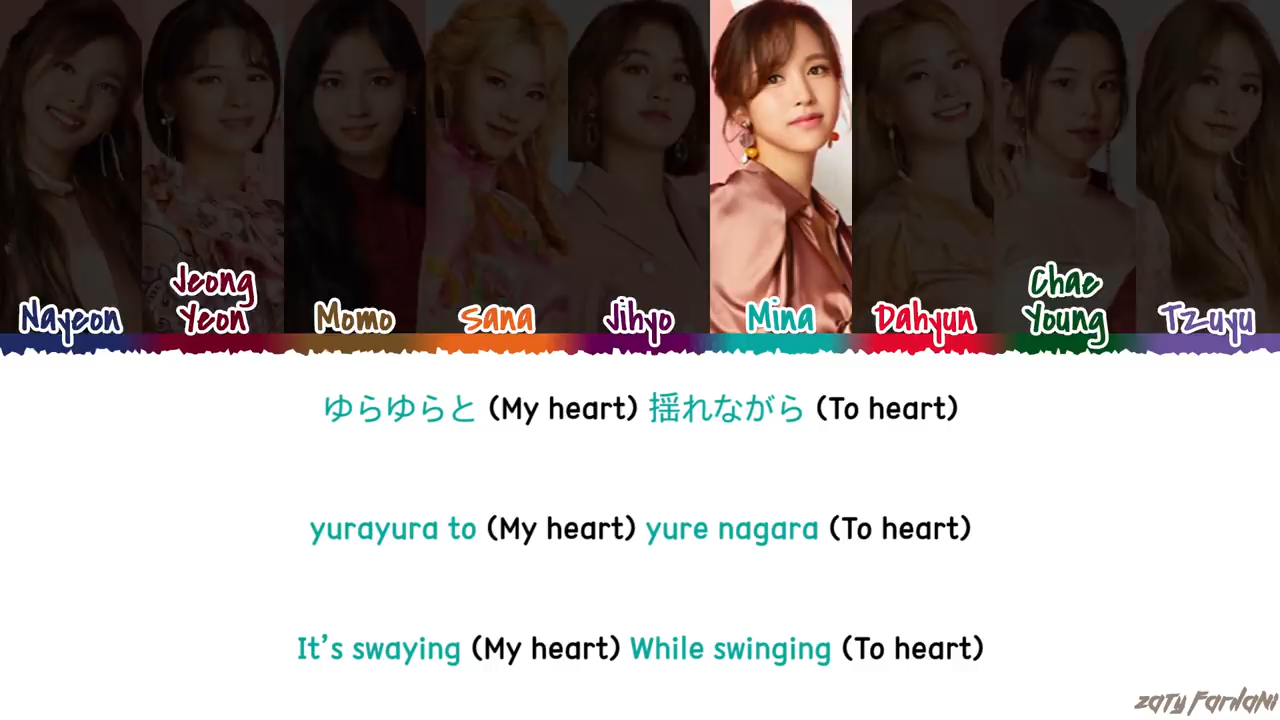 Nayeon
Jeong
Yeon
Momo
Sana
Jihyo
Mina
Dahyun
Chae
Young
Tzuyu
ゆらゆらと (My heart) 揺れながら (To heart)
yurayura to (My heart) yure nagara (To heart)
It's swaying (My heart) While swinging (To heart)
Zaty Farhani